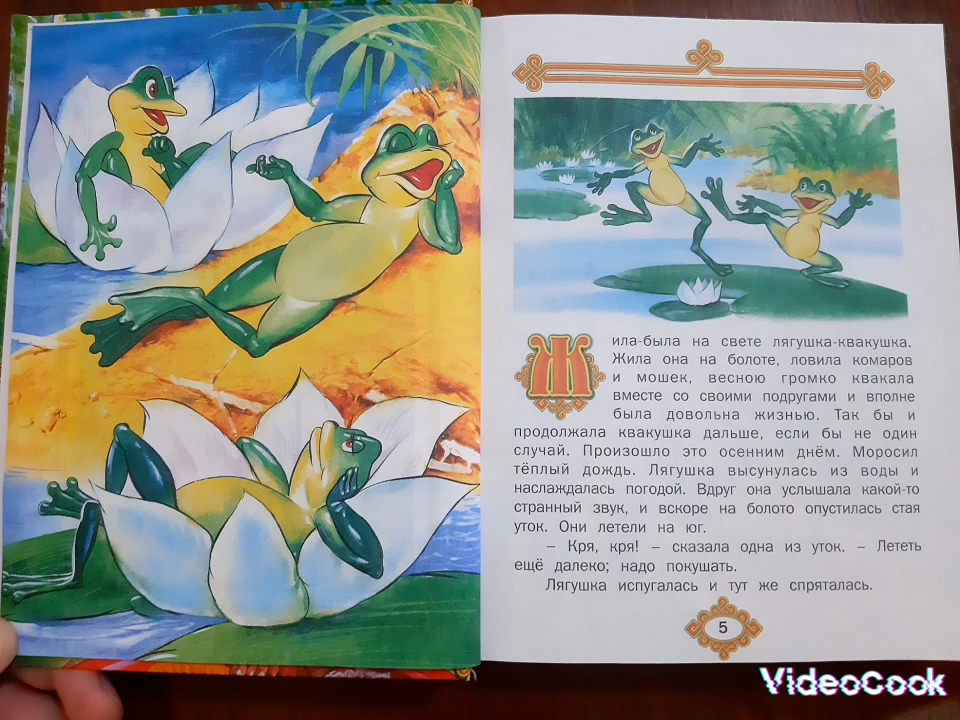 Жила-была на свете лягушка-квакушка.
Жила она на болоте, ловила комаров
и мошек, весною громко квакала
вместе со своими подругами и вполне
была довольна жизнью. Так бы и
продолжала квакушка дальше, если бы не один
случай. Произошло это осенним днём. Моросил
тёплый дождь. Лягушка высунулась из воды и
наслаждалась погодой. Вдруг она услышала какой-то
странный звук, и вскоре на болото опустилась стая
уток. Они летели на юг.
– Кря, кря! – сказала одна из уток. – Лететь
ещё далеко; надо покушать.
Лягушка испугалась и тут же спряталась.
5
VideoCook